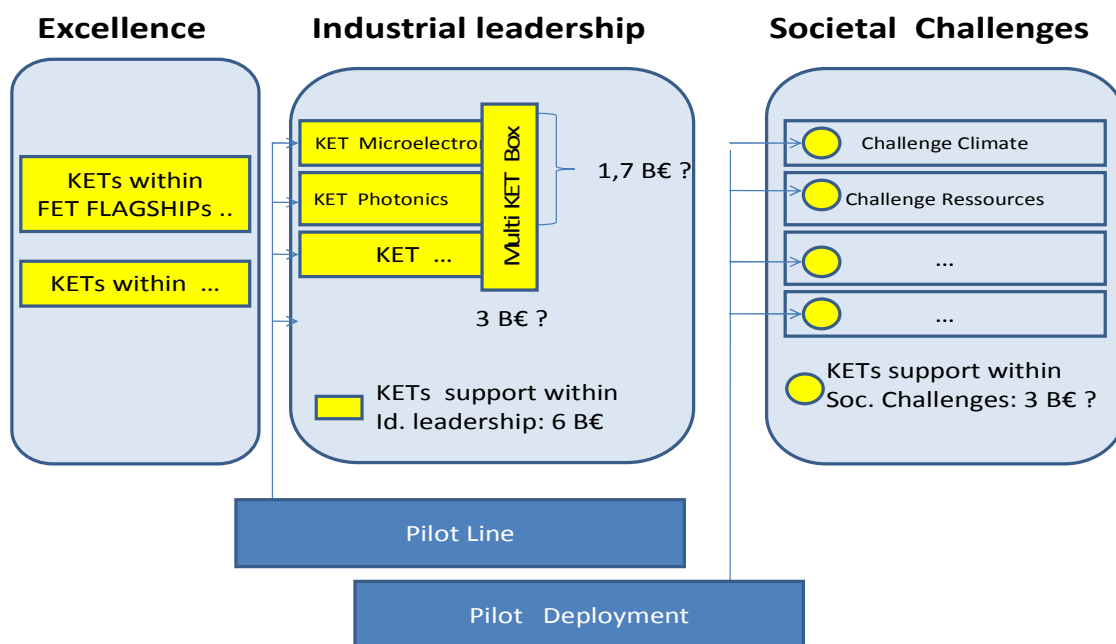 Excellence
Industrial leadership
Societal Challenges
KETs within
FET FLAGSHIPs ..
KETs within ...
KET Microelectron
KET Photonics
KET ...
Multi KET Box
1,7 B€ ?
3 B€ ?
KETs support within
Id. leadership: 6 B€
Challenge Climate
Challenge Ressources
...
...
KETs support within
Soc. Challenges: 3 B€ ?
Pilot Line
Pilot Deployment